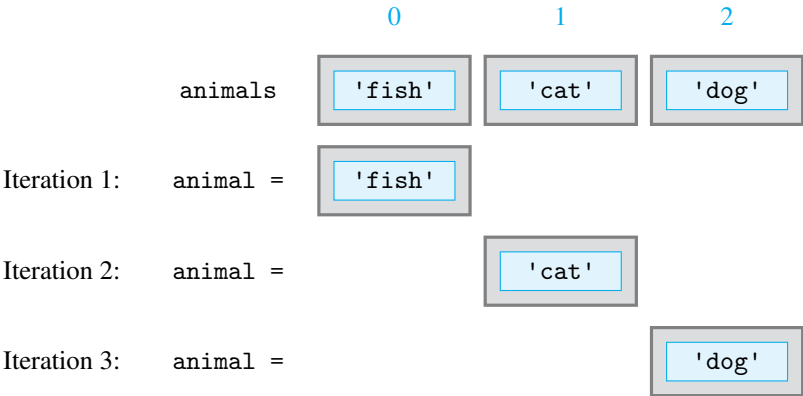 0 1 2
animals 'fish' 'cat' 'dog'
Iteration 1: animal = 'fish'
Iteration 2: animal = 'cat'
Iteration 3: animal = 'dog'